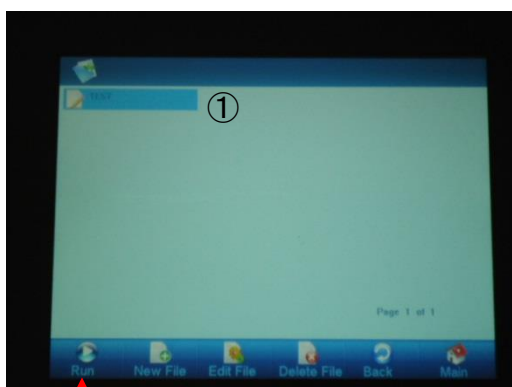 TEST
①
Page 1 of 1
Run New File Edit File Delete File Back Main